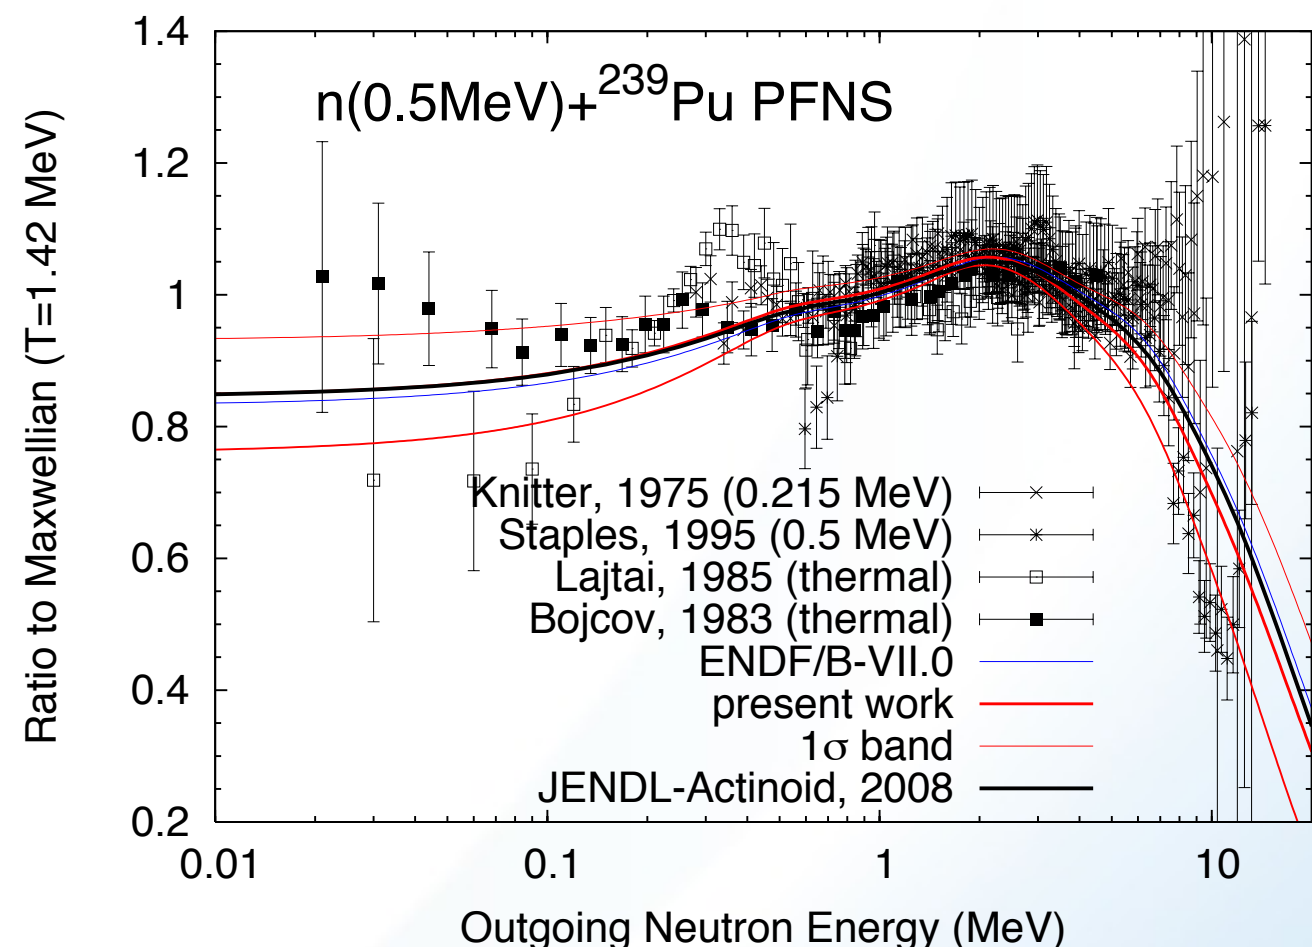 1.4
1.2
1
0.8
0.6
0.4
0.2
Ratio to Maxwellian (T=1.42 MeV)
n(0.5MeV)+²³⁹Pu PFNS
Knitter, 1975 (0.215 MeV)
Staples, 1995 (0.5 MeV)
Lajtai, 1985 (thermal)
Bojcov, 1983 (thermal)
ENDF/B-VII.0
present work
1σ band
JENDL-Actinoid, 2008
0.01 0.1 1 10
Outgoing Neutron Energy (MeV)